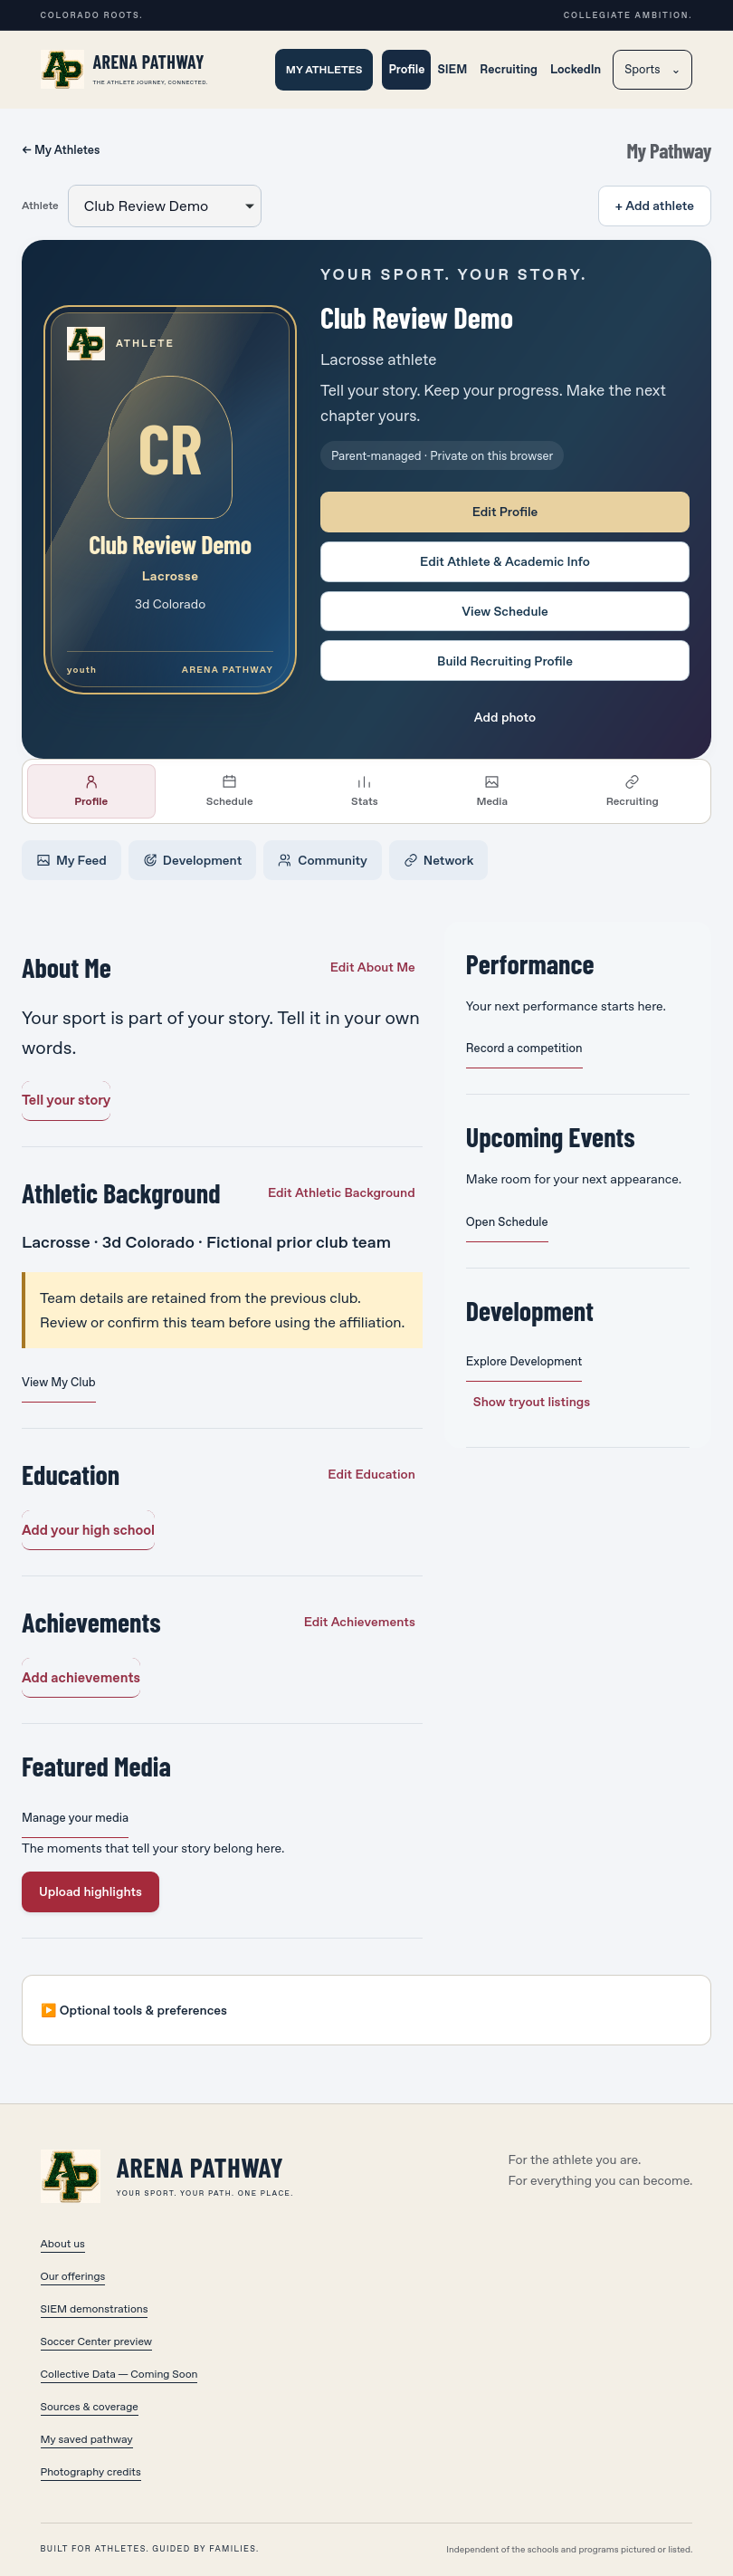 COLORADO ROOTS.
COLLEGIATE AMBITION.
AP
ARENA PATHWAY
THE ATHLETE JOURNEY, CONNECTED.
MY ATHLETES
Profile
SIEM
Recruiting
LockedIn
Sports
← My Athletes
My Pathway
Athlete
Club Review Demo
+ Add athlete
AP
ATHLETE
CR
Club Review Demo
Lacrosse
3d Colorado
youth
ARENA PATHWAY
YOUR SPORT. YOUR STORY.
Club Review Demo
Lacrosse athlete
Tell your story. Keep your progress. Make the next
chapter yours.
Parent-managed · Private on this browser
Edit Profile
Edit Athlete & Academic Info
View Schedule
Build Recruiting Profile
Add photo
Profile
Schedule
Stats
Media
Recruiting
My Feed
Development
Community
Network
About Me
Edit About Me
Your sport is part of your story. Tell it in your own
words.
Tell your story
Athletic Background
Edit Athletic Background
Lacrosse · 3d Colorado · Fictional prior club team
Team details are retained from the previous club.
Review or confirm this team before using the affiliation.
View My Club
Education
Edit Education
Add your high school
Achievements
Edit Achievements
Add achievements
Featured Media
Manage your media
The moments that tell your story belong here.
Upload highlights
Performance
Your next performance starts here.
Record a competition
Upcoming Events
Make room for your next appearance.
Open Schedule
Development
Explore Development
Show tryout listings
Optional tools & preferences
AP
ARENA PATHWAY
YOUR SPORT. YOUR PATH. ONE PLACE.
For the athlete you are.
For everything you can become.
About us
Our offerings
SIEM demonstrations
Soccer Center preview
Collective Data — Coming Soon
Sources & coverage
My saved pathway
Photography credits
BUILT FOR ATHLETES. GUIDED BY FAMILIES.
Independent of the schools and programs pictured or listed.